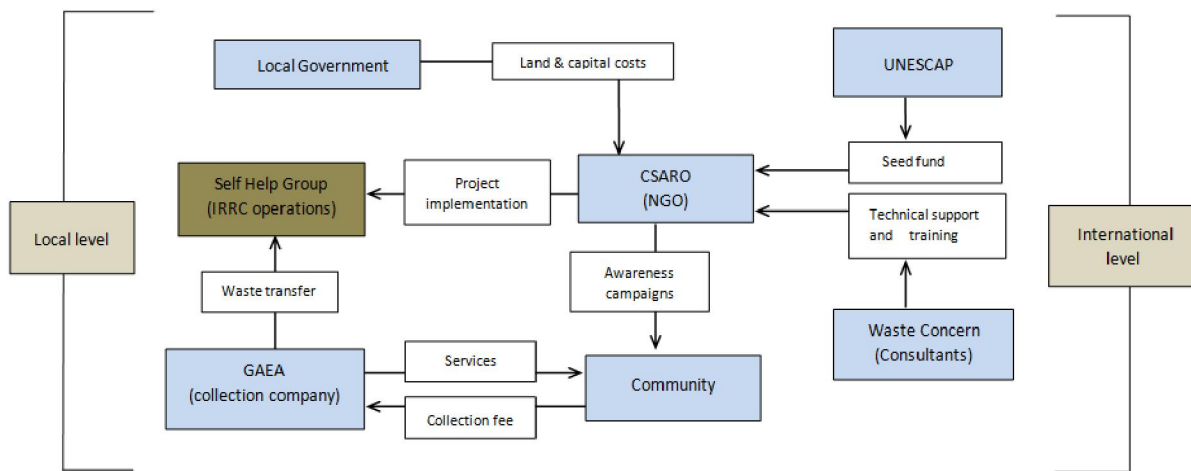 Local Government
Land & capital costs
UNESCAP
Seed fund
Self Help Group
(IRRC operations)
Project
implementation
CSARO
(NGO)
Technical support
and training
Local level
International
level
Waste transfer
Awareness
campaigns
Waste Concern
(Consultants)
GAEA
(collection company)
Services
Community
Collection fee